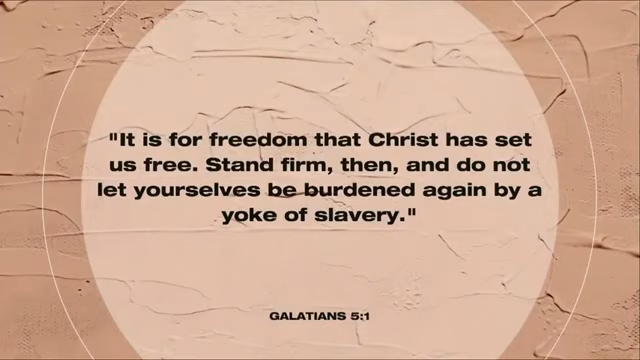 "It is for freedom that Christ has set
us free. Stand firm, then, and do not
let yourselves be burdened again by a
yoke of slavery."
GALATIANS 5:1